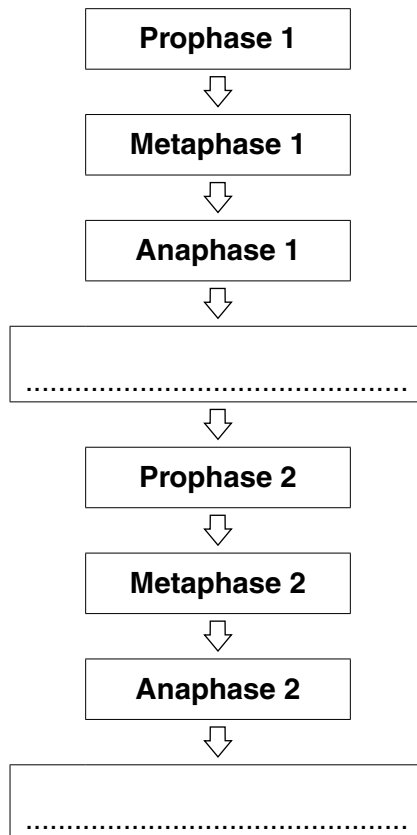 Prophase 1
Metaphase 1
Anaphase 1
...............................................
Prophase 2
Metaphase 2
Anaphase 2
...............................................